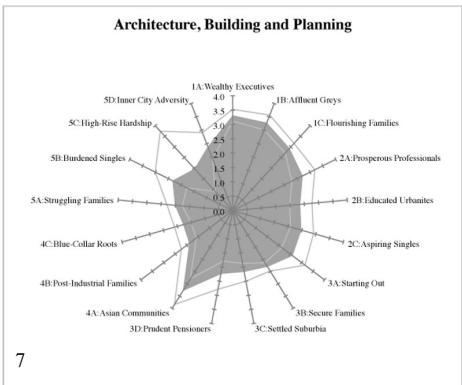 Architecture, Building and Planning
1A:Wealthy Executives
4.0
5D:Inner City Adversity
1B:Affluent Greys
3.5
5C:High-Rise Hardship
3.0
1C:Flourishing Families
2.5
2.0
5B:Burdened Singles
2A:Prosperous Professionals
1.5
1.0
5A:Struggling Families
0.5
2B:Educated Urbanites
0.0
4C:Blue-Collar Roots
2C:Aspiring Singles
4B:Post-Industrial Families
3A:Starting Out
4A:Asian Communities
3B:Secure Families
3D:Prudent Pensioners
3C:Settled Suburbia
7